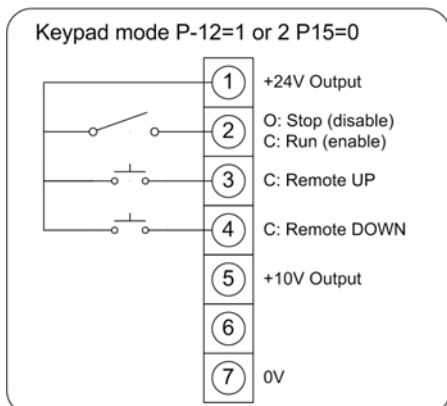 Keypad mode P-12=1 or 2 P15=0
1 +24V Output
2 O: Stop (disable)
C: Run (enable)
3 C: Remote UP
4 C: Remote DOWN
5 +10V Output
6
7 0V